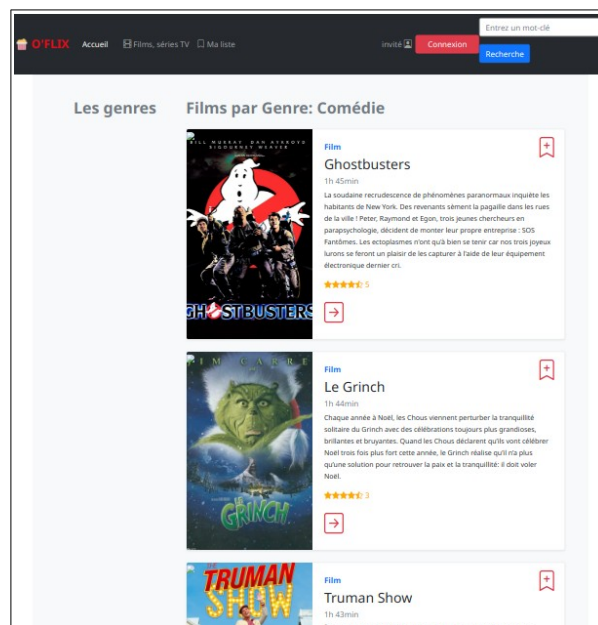 O'FLIX Accueil Films, séries TV Ma liste invité Connexion
Entrez un mot-clé
Recherche
Les genres
Films par Genre: Comédie
BILL MURRAY DAN AYKROYD
SIGOURNEY WEAVER
GHOSTBUSTERS
Film
Ghostbusters
1h 45min
La soudaine recrudescence de phénomènes paranormaux inquiète les
habitants de New York. Des revenants sèment la pagaille dans les rues
de la ville ! Peter, Raymond et Egon, trois jeunes chercheurs en
parapsychologie, décident de monter leur propre entreprise : SOS
Fantômes. Les ectoplasmes n'ont qu'à bien se tenir car nos trois joyeux
lurons se feront un plaisir de les capturer à l'aide de leur équipement
électronique dernier cri.
5
JIM CARRE
LE
GRINCH
Film
Le Grinch
1h 44min
Chaque année à Noël, les Chous viennent perturber la tranquillité
solitaire du Grinch avec des célébrations toujours plus grandioses,
brillantes et bruyantes. Quand les Chous déclarent qu'ils vont célébrer
Noël trois fois plus fort cette année, le Grinch réalise qu'il n'a plus
qu'une solution pour retrouver la paix et la tranquillité: il doit voler
Noël.
3
THE
TRUMAN
SHOW
Film
Truman Show
1h 43min